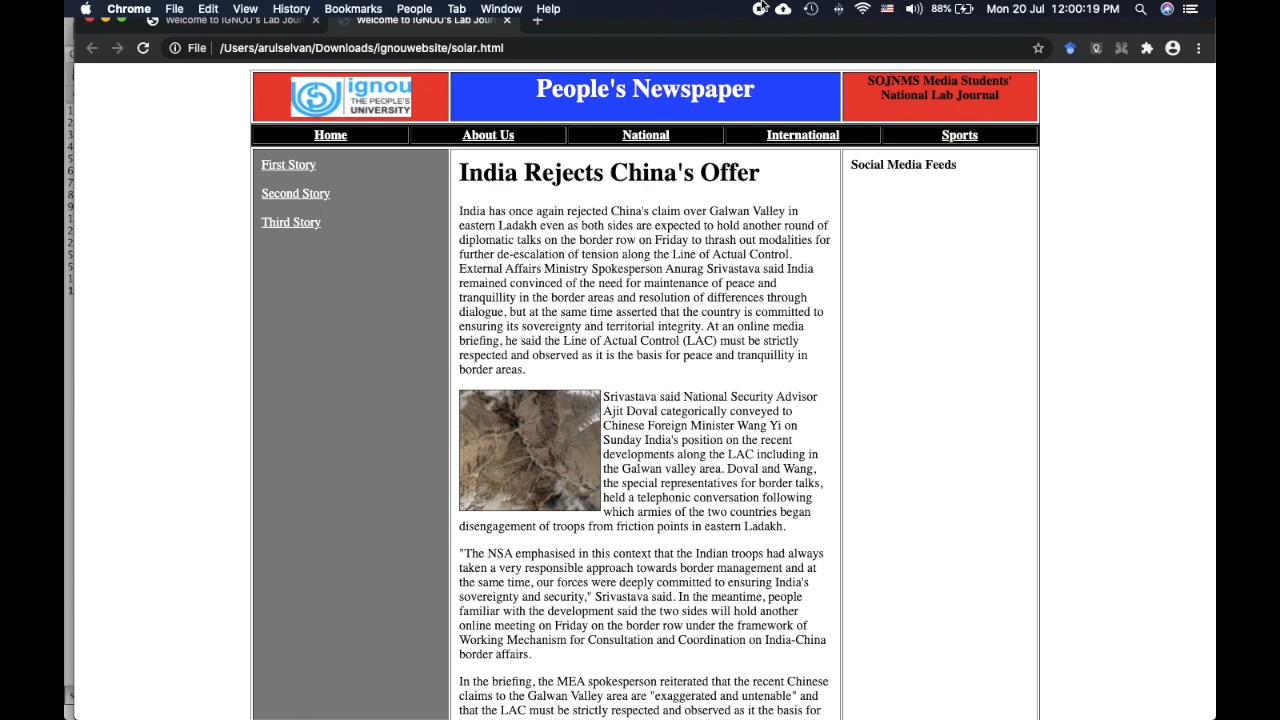 Chrome File Edit View History Bookmarks People Tab Window Help 88% Mon 20 Jul 12:00:19 PM
Welcome to IGNOU's Lab Journal × Welcome to IGNOU's Lab Journal ×
File /Users/arulselvan/Downloads/ignouwebsite/solar.html
ignou
THE PEOPLE'S
UNIVERSITY
People's Newspaper
SOJNMS Media Students'
National Lab Journal
Home About Us National International Sports
First Story
Second Story
Third Story
India Rejects China's Offer
India has once again rejected China's claim over Galwan Valley in
eastern Ladakh even as both sides are expected to hold another round of
diplomatic talks on the border row on Friday to thrash out modalities for
further de-escalation of tension along the Line of Actual Control.
External Affairs Ministry Spokesperson Anurag Srivastava said India
remained convinced of the need for maintenance of peace and
tranquillity in the border areas and resolution of differences through
dialogue, but at the same time asserted that the country is committed to
ensuring its sovereignty and territorial integrity. At an online media
briefing, he said the Line of Actual Control (LAC) must be strictly
respected and observed as it is the basis for peace and tranquillity in
border areas.
Srivastava said National Security Advisor
Ajit Doval categorically conveyed to
Chinese Foreign Minister Wang Yi on
Sunday India's position on the recent
developments along the LAC including in
the Galwan valley area. Doval and Wang,
the special representatives for border talks,
held a telephonic conversation following
which armies of the two countries began
disengagement of troops from friction points in eastern Ladakh.
"The NSA emphasised in this context that the Indian troops had always
taken a very responsible approach towards border management and at
the same time, our forces were deeply committed to ensuring India's
sovereignty and security," Srivastava said. In the meantime, people
familiar with the development said the two sides will hold another
online meeting on Friday on the border row under the framework of
Working Mechanism for Consultation and Coordination on India-China
border affairs.
In the briefing, the MEA spokesperson reiterated that the recent Chinese
claims to the Galwan Valley area are "exaggerated and untenable" and
that the LAC must be strictly respected and observed as it the basis for
Social Media Feeds